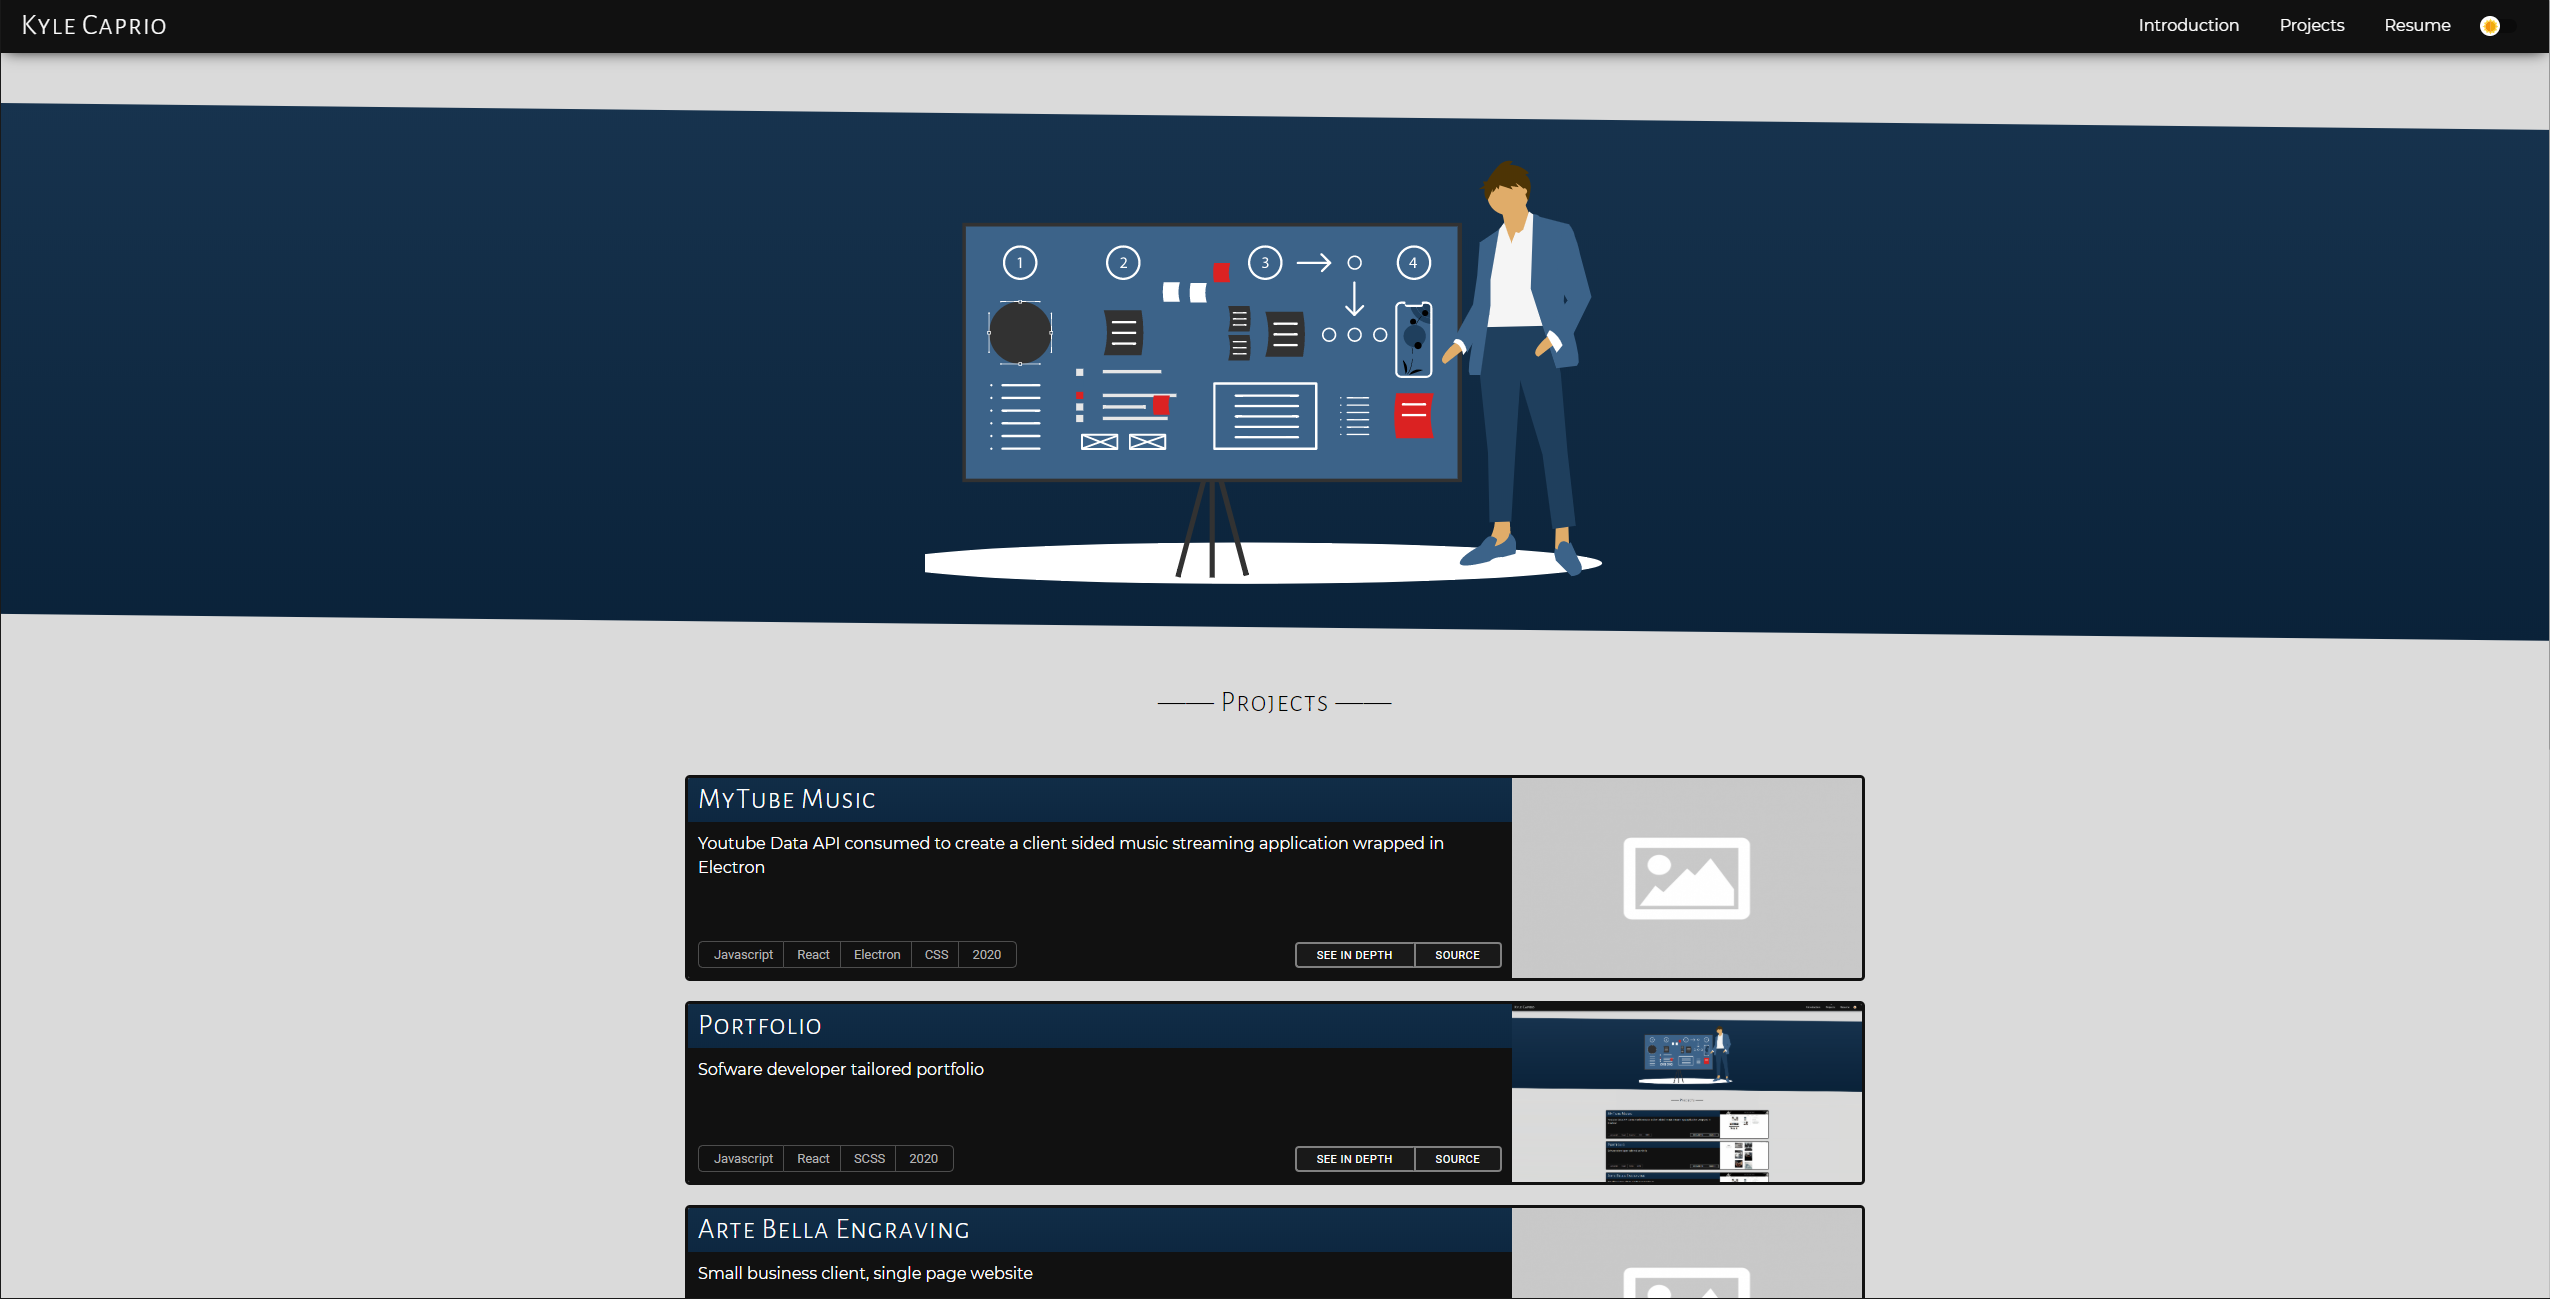 Kyle Caprio
Introduction Projects Resume
1 2 3 4
Projects
MyTube Music
Youtube Data API consumed to create a client sided music streaming application wrapped in
Electron
Javascript React Electron CSS 2020
SEE IN DEPTH SOURCE
Portfolio
Sofware developer tailored portfolio
Javascript React SCSS 2020
SEE IN DEPTH SOURCE
Arte Bella Engraving
Small business client, single page website